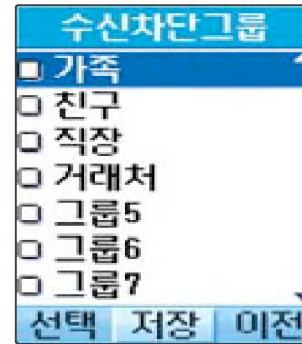 수신차단그룹
가족
친구
직장
거래처
그룹5
그룹6
그룹7
선택 저장 이전